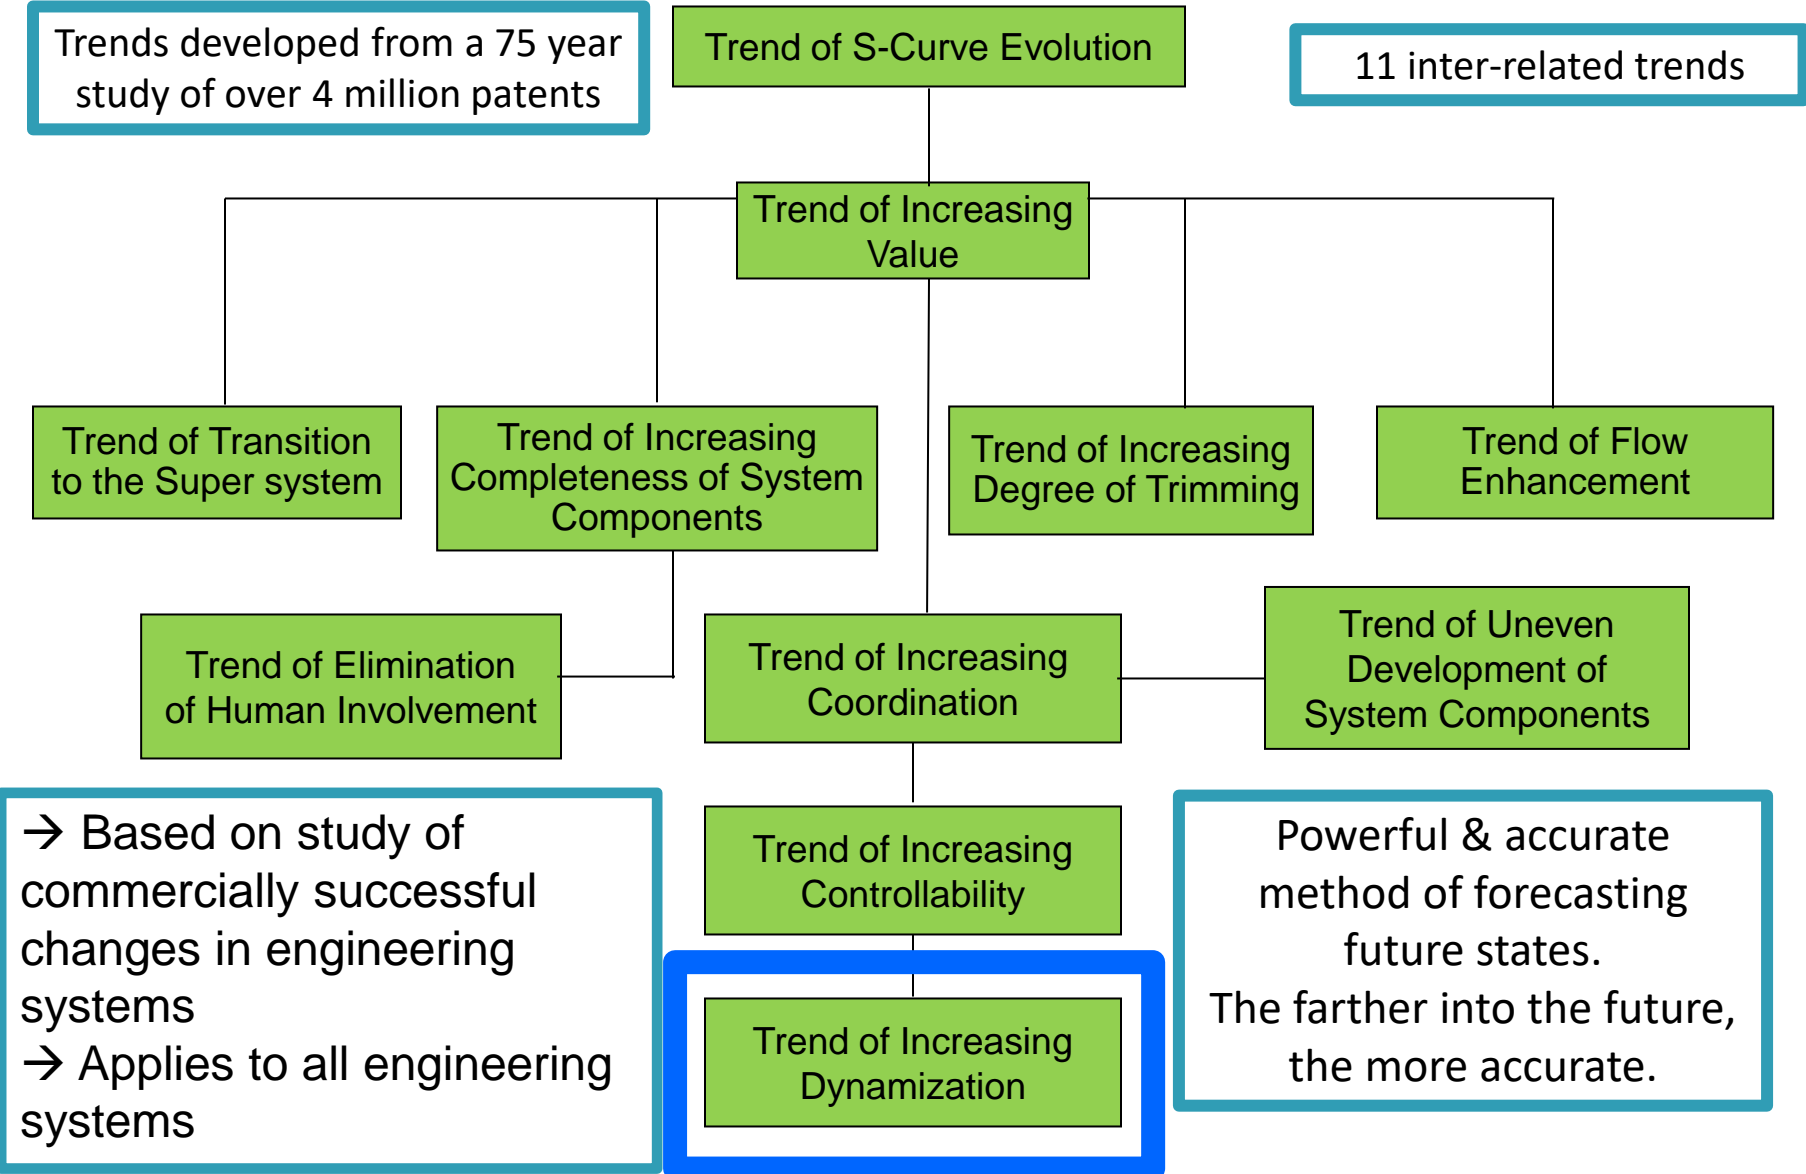 Trends developed from a 75 year
study of over 4 million patents
Trend of S-Curve Evolution
11 inter-related trends
Trend of Increasing
Value
Trend of Transition
to the Super system
Trend of Increasing
Completeness of System
Components
Trend of Increasing
Degree of Trimming
Trend of Flow
Enhancement
Trend of Elimination
of Human Involvement
Trend of Increasing
Coordination
Trend of Uneven
Development of
System Components
→ Based on study of
commercially successful
changes in engineering
systems
→ Applies to all engineering
systems
Trend of Increasing
Controllability
Trend of Increasing
Dynamization
Powerful & accurate
method of forecasting
future states.
The farther into the future,
the more accurate.